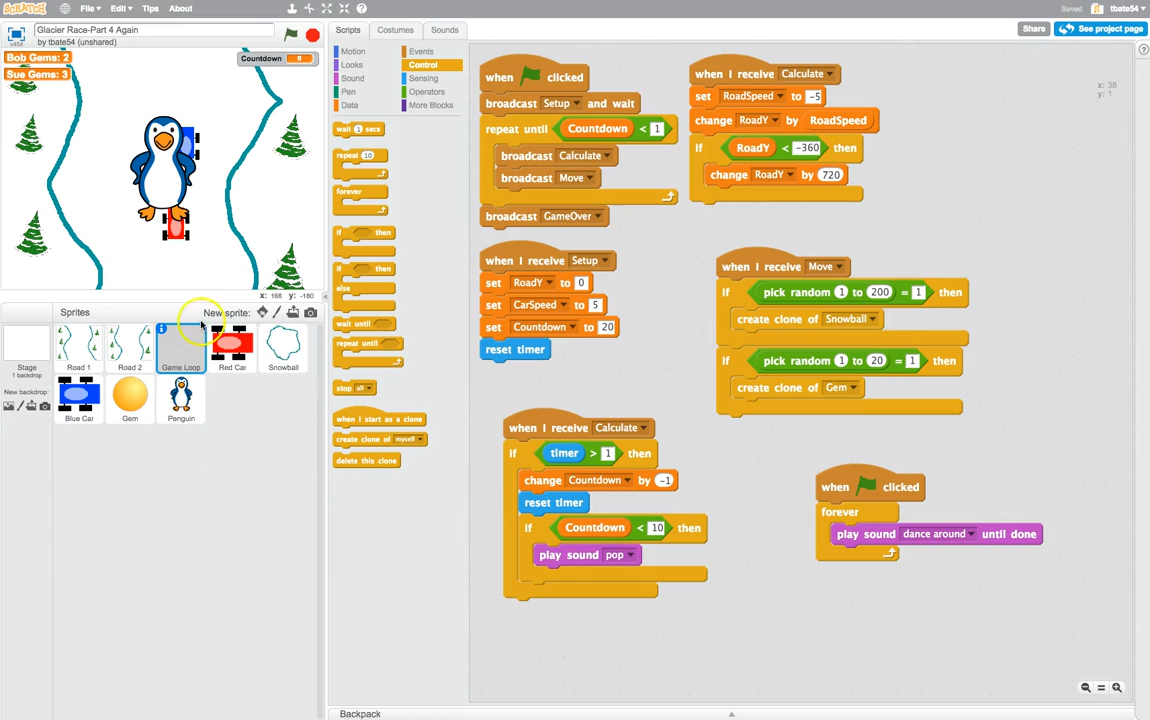 SCRATCH File Edit Tips About Saved tbate54
v454 Glacier Race-Part 4 Again
by tbate54 (unshared)
Scripts Costumes Sounds
Share See project page
Bob Gems: 2
Sue Gems: 3
Countdown 0
x: 168 y: -180
Sprites New sprite:
Stage
1 backdrop
New backdrop:
Road 1 Road 2 Game Loop Red Car Snowball
Blue Car Gem Penguin
Motion Events
Looks Control
Sound Sensing
Pen Operators
Data More Blocks
wait 1 secs
repeat 10
forever
if then
if then
else
wait until
repeat until
stop all
when I start as a clone
create clone of myself
delete this clone
when clicked
broadcast Setup and wait
repeat until Countdown < 1
broadcast Calculate
broadcast Move
broadcast GameOver
when I receive Setup
set RoadY to 0
set CarSpeed to 5
set Countdown to 20
reset timer
when I receive Calculate
if timer > 1 then
change Countdown by -1
reset timer
if Countdown < 10 then
play sound pop
when I receive Calculate
set RoadSpeed to -5
change RoadY by RoadSpeed
if RoadY < -360 then
change RoadY by 720
when I receive Move
if pick random 1 to 200 = 1 then
create clone of Snowball
if pick random 1 to 20 = 1 then
create clone of Gem
when clicked
forever
play sound dance around until done
x: 38
y: 1
Backpack